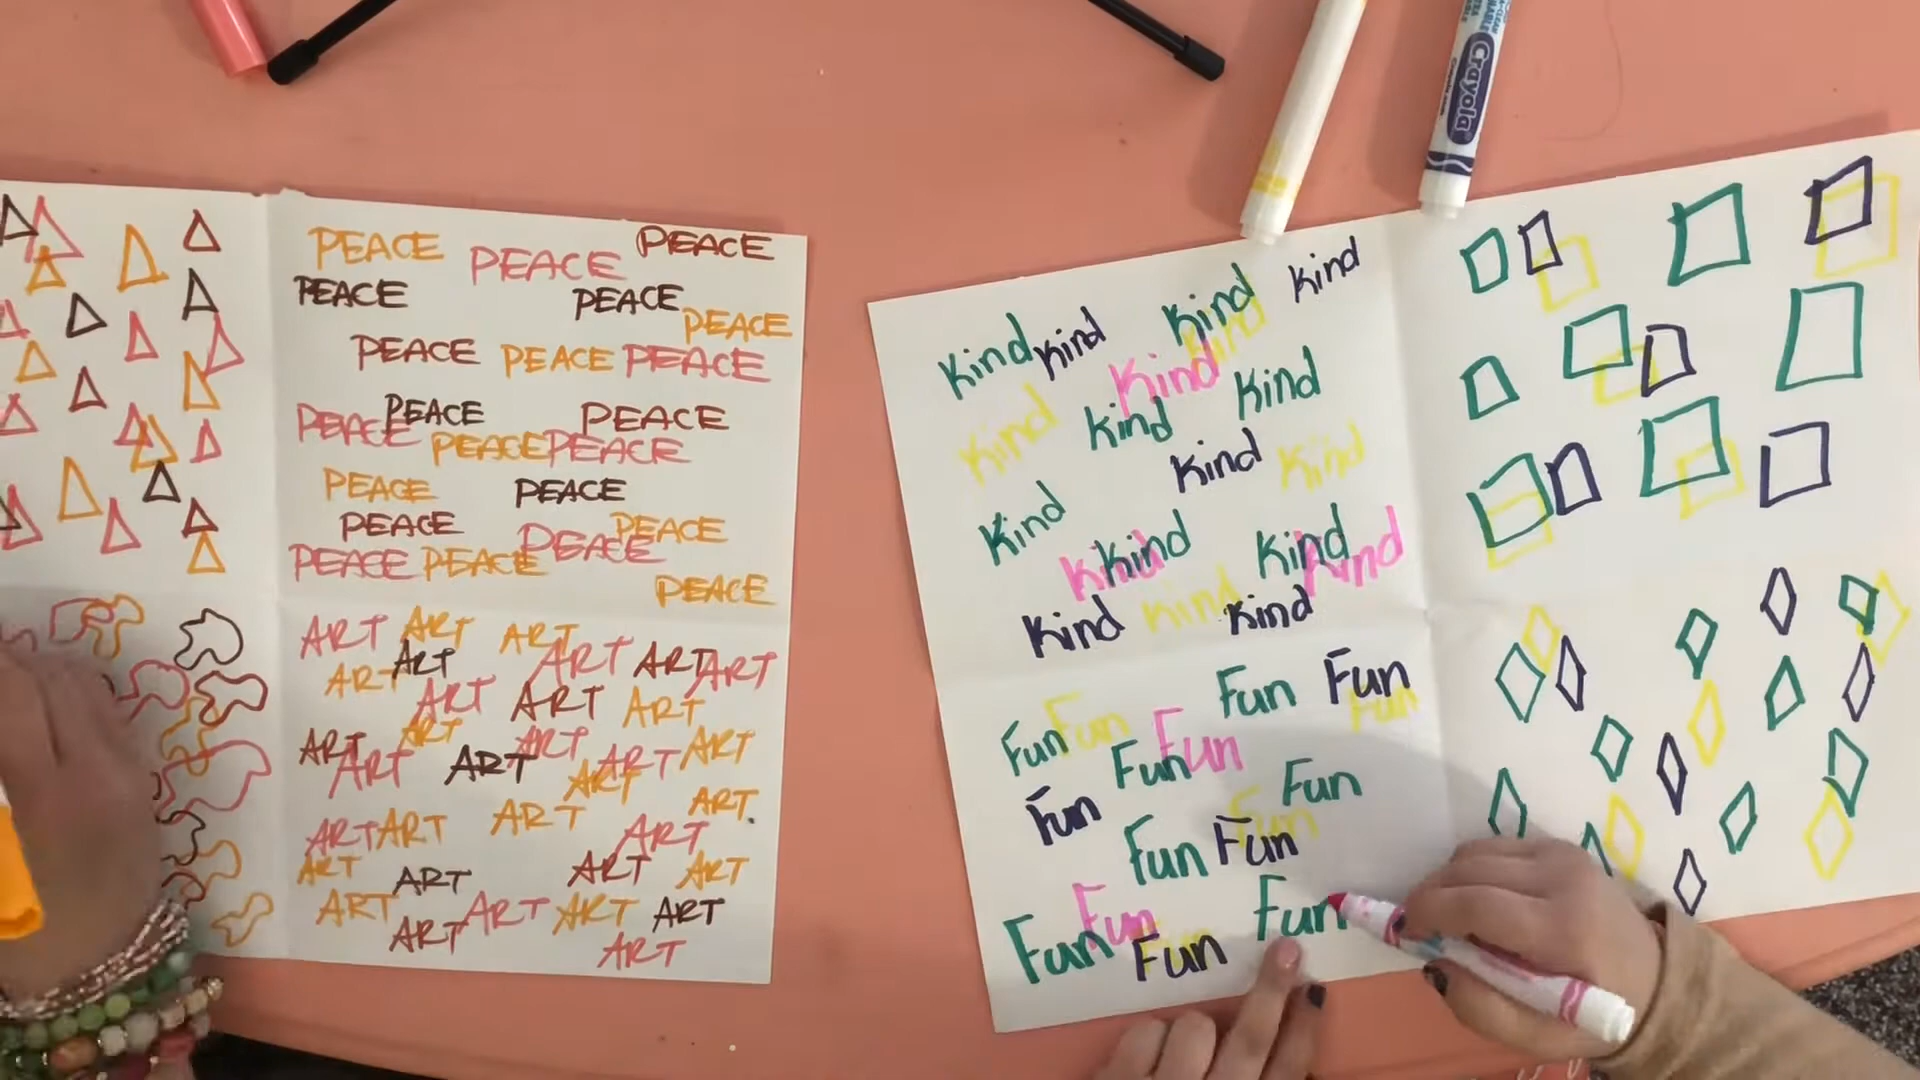 PEACE PEACE PEACE
PEACE PEACE PEACE
PEACE PEACE PEACE
PEACE PEACE PEACE
PEACE PEACE
PEACE PEACE
PEACE PEACE PEACE
PEACE PEACE PEACE
ART ART ART
ART ART ART ART ART
ART ART ART
ART ART ART ART
ART ART ART ART
ART ART ART
ART ART ART
ART ART ART ART
ART ART ART ART
ART ART
Crayola
Kind Kind Kind Kind Kind
Kind Kind
Kind Kind
Kind Kind
Kind
Kind Kind Kind Kind
Kind Kind Kind
Fun Fun
Fun Fun Fun
Fun Fun
Fun Fun
Fun Fun Fun
Fun Fun
Fun Fun Fun